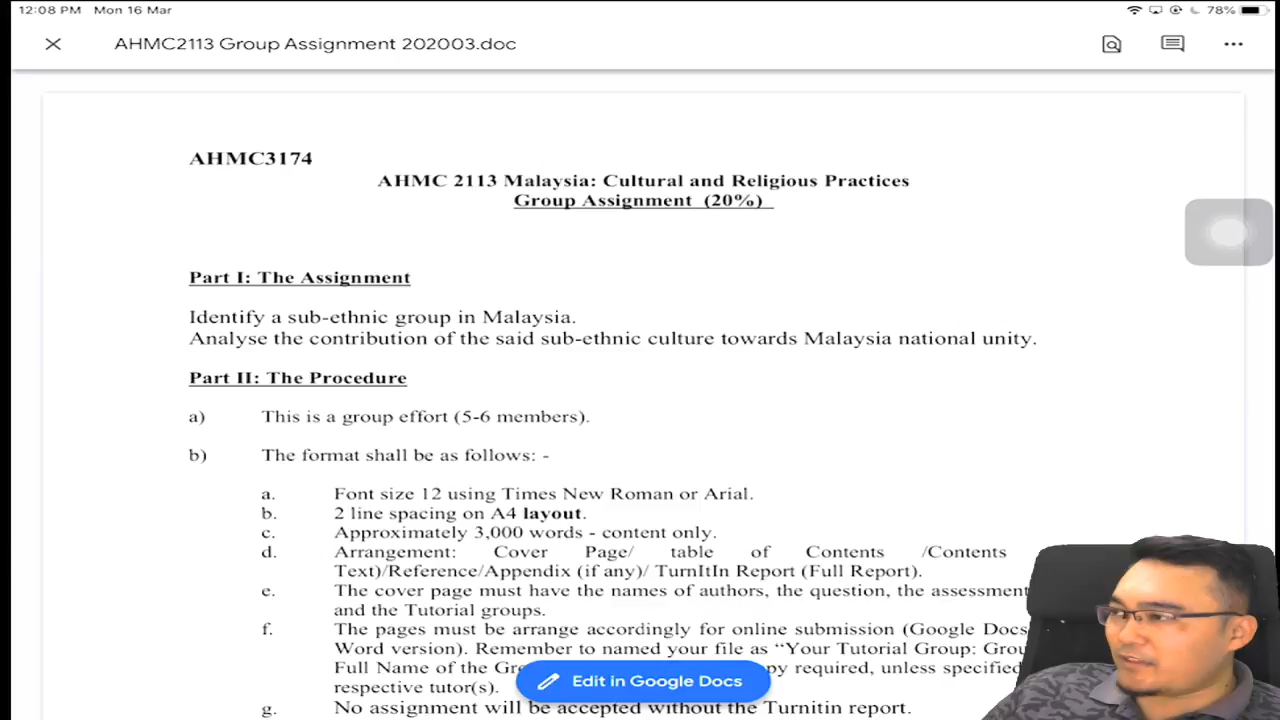 12:08 PM Mon 16 Mar 78%
AHMC2113 Group Assignment 202003.doc
AHMC3174
AHMC 2113 Malaysia: Cultural and Religious Practices
Group Assignment (20%)
Part I: The Assignment
Identify a sub-ethnic group in Malaysia.
Analyse the contribution of the said sub-ethnic culture towards Malaysia national unity.
Part II: The Procedure
a) This is a group effort (5-6 members).
b) The format shall be as follows: -
a. Font size 12 using Times New Roman or Arial.
b. 2 line spacing on A4 layout.
c. Approximately 3,000 words - content only.
d. Arrangement: Cover Page/ table of Contents /Contents
Text)/Reference/Appendix (if any)/ TurnItIn Report (Full Report).
e. The cover page must have the names of authors, the question, the assessment
and the Tutorial groups.
f. The pages must be arrange accordingly for online submission (Google Docs
Word version). Remember to named your file as “Your Tutorial Group:
Full Name of the required, unless specified
respective tutor(s).
Edit in Google Docs
g. No assignment will be accepted without the Turnitin report.